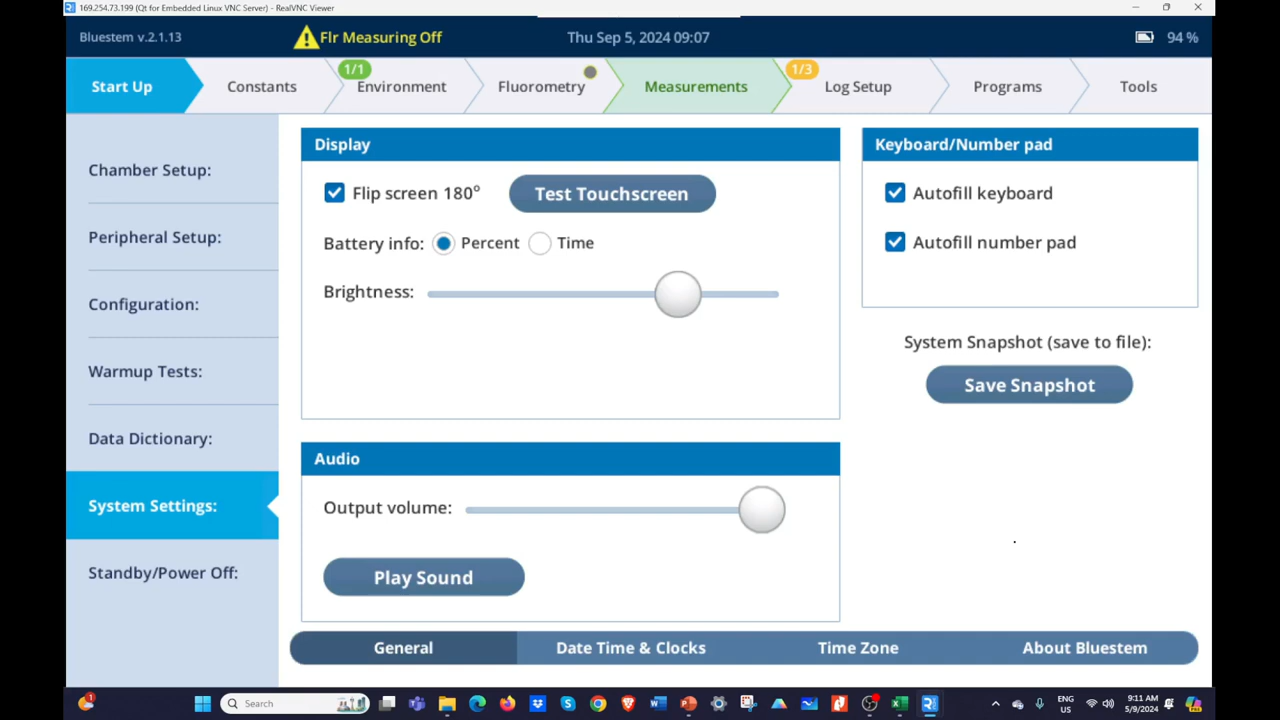 169.254.73.199 (Qt for Embedded Linux VNC Server) - RealVNC Viewer
Bluestem v.2.1.13
Flr Measuring Off
Thu Sep 5, 2024 09:07
94 %
Start Up
Constants
1/1
Environment
Fluorometry
Measurements
1/3
Log Setup
Programs
Tools
Chamber Setup:
Peripheral Setup:
Configuration:
Warmup Tests:
Data Dictionary:
System Settings:
Standby/Power Off:
Display
Flip screen 180°
Test Touchscreen
Battery info:
Percent
Time
Brightness:
Keyboard/Number pad
Autofill keyboard
Autofill number pad
System Snapshot (save to file):
Save Snapshot
Audio
Output volume:
Play Sound
General
Date Time & Clocks
Time Zone
About Bluestem
Search
ENG
US
9:11 AM
5/9/2024